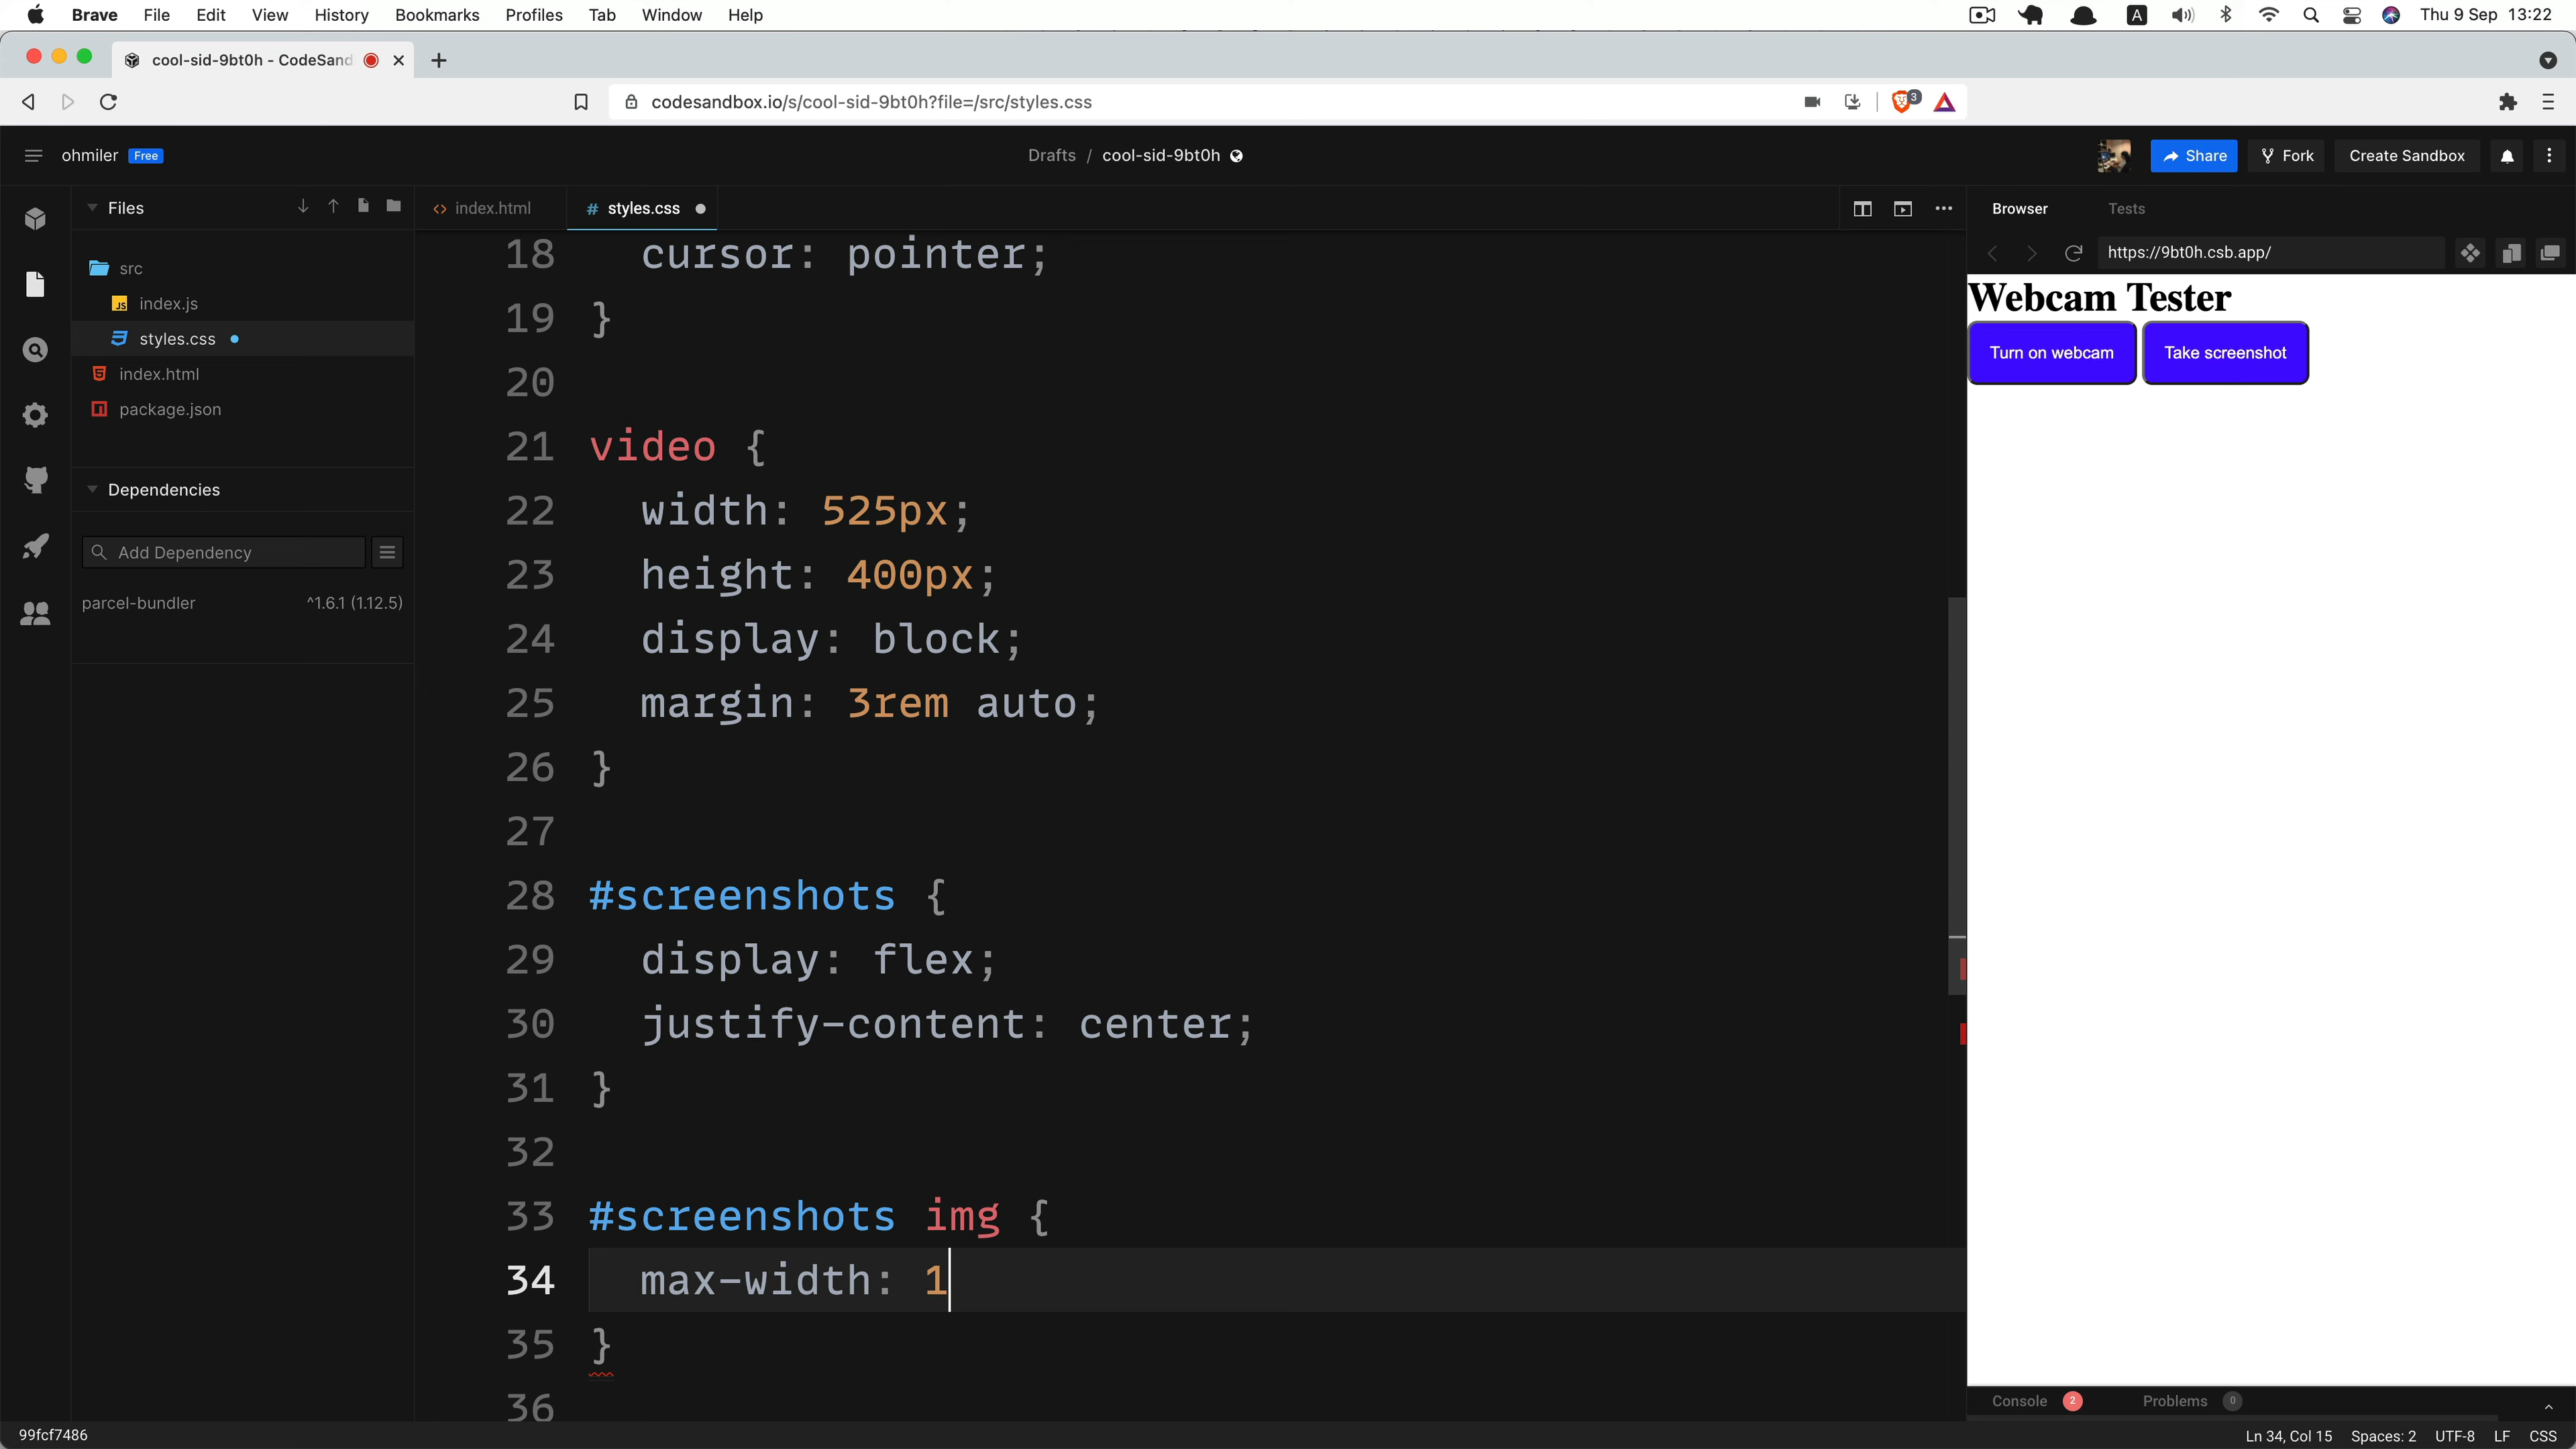 Brave File Edit View History Bookmarks Profiles Tab Window Help A Thu 9 Sep 13:22
cool-sid-9bt0h - CodeSand
codesandbox.io/s/cool-sid-9bt0h?file=/src/styles.css 3
ohmiler Free Drafts / cool-sid-9bt0h Share Fork Create Sandbox
Files index.html # styles.css Browser Tests
https://9bt0h.csb.app/
src
JS index.js
styles.css
index.html
package.json
Dependencies
Add Dependency
parcel-bundler ^1.6.1 (1.12.5)
18 cursor: pointer;
19 }
20
21 video {
22 width: 525px;
23 height: 400px;
24 display: block;
25 margin: 3rem auto;
26 }
27
28 #screenshots {
29 display: flex;
30 justify-content: center;
31 }
32
33 #screenshots img {
34 max-width: 1
35 }
36
Webcam Tester
Turn on webcam Take screenshot
Console 2 Problems 0
99fcf7486 Ln 34, Col 15 Spaces: 2 UTF-8 LF CSS